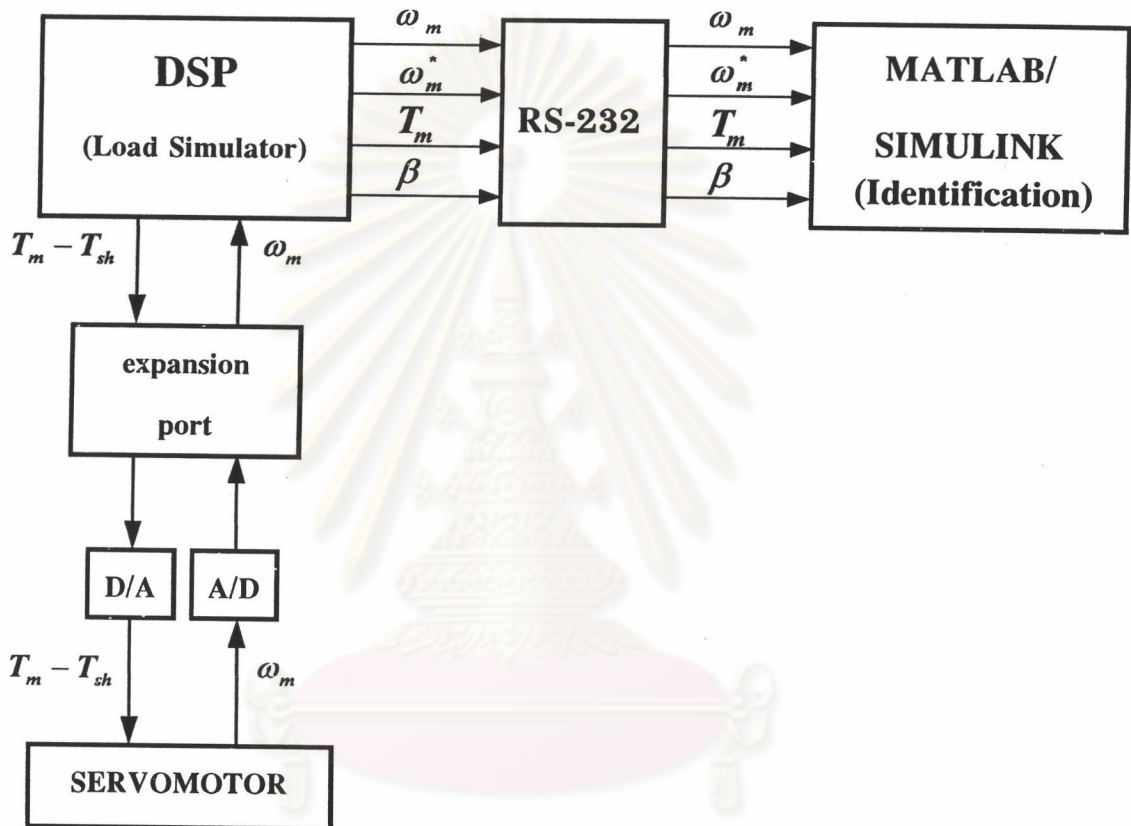 DSP
(Load Simulator)
ω_m
ω_m^*
T_m
β
RS-232
ω_m
ω_m^*
T_m
β
MATLAB/
SIMULINK
(Identification)
T_m − T_sh
ω_m
expansion
port
D/A
A/D
T_m − T_sh
ω_m
SERVOMOTOR